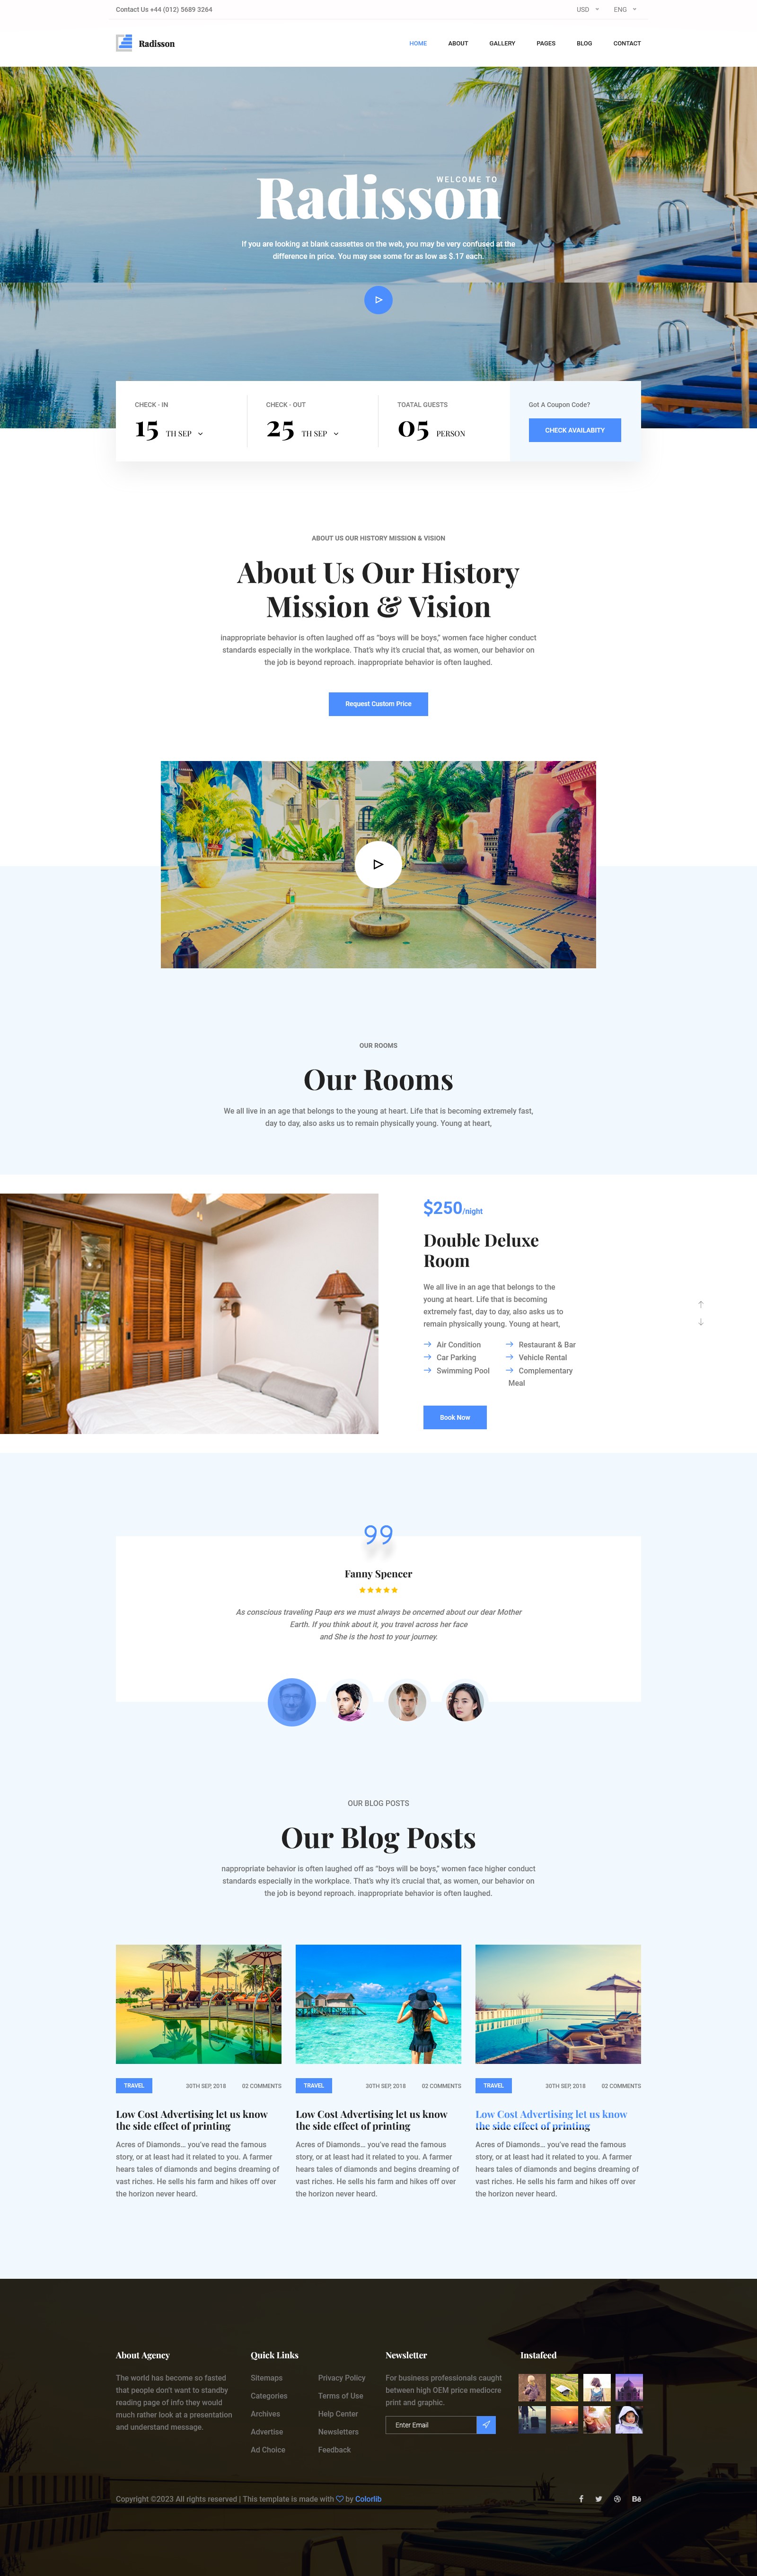 Contact Us +44 (012) 5689 3264
USD ENG
Radisson
HOME ABOUT GALLERY PAGES BLOG CONTACT
WELCOME TO
Radisson
If you are looking at blank cassettes on the web, you may be very confused at the
difference in price. You may see some for as low as $.17 each.
CHECK - IN
15 TH SEP
CHECK - OUT
25 TH SEP
TOATAL GUESTS
05 PERSON
Got A Coupon Code?
CHECK AVAILABITY
ABOUT US OUR HISTORY MISSION & VISION
About Us Our History
Mission & Vision
inappropriate behavior is often laughed off as “boys will be boys,” women face higher conduct
standards especially in the workplace. That’s why it’s crucial that, as women, our behavior on
the job is beyond reproach. inappropriate behavior is often laughed.
Request Custom Price
OUR ROOMS
Our Rooms
We all live in an age that belongs to the young at heart. Life that is becoming extremely fast,
day to day, also asks us to remain physically young. Young at heart,
$250/night
Double Deluxe
Room
We all live in an age that belongs to the
young at heart. Life that is becoming
extremely fast, day to day, also asks us to
remain physically young. Young at heart,
Air Condition
Car Parking
Swimming Pool
Restaurant & Bar
Vehicle Rental
Complementary
Meal
Book Now
Fanny Spencer
As conscious traveling Paup ers we must always be oncerned about our dear Mother
Earth. If you think about it, you travel across her face
and She is the host to your journey.
OUR BLOG POSTS
Our Blog Posts
nappropriate behavior is often laughed off as “boys will be boys,” women face higher conduct
standards especially in the workplace. That’s why it’s crucial that, as women, our behavior on
the job is beyond reproach. inappropriate behavior is often laughed.
TRAVEL 30TH SEP, 2018 02 COMMENTS
Low Cost Advertising let us know
the side effect of printing
Acres of Diamonds… you’ve read the famous
story, or at least had it related to you. A farmer
hears tales of diamonds and begins dreaming of
vast riches. He sells his farm and hikes off over
the horizon never heard.
TRAVEL 30TH SEP, 2018 02 COMMENTS
Low Cost Advertising let us know
the side effect of printing
Acres of Diamonds… you’ve read the famous
story, or at least had it related to you. A farmer
hears tales of diamonds and begins dreaming of
vast riches. He sells his farm and hikes off over
the horizon never heard.
TRAVEL 30TH SEP, 2018 02 COMMENTS
Low Cost Advertising let us know
the side effect of printing
Acres of Diamonds… you’ve read the famous
story, or at least had it related to you. A farmer
hears tales of diamonds and begins dreaming of
vast riches. He sells his farm and hikes off over
the horizon never heard.
About Agency
The world has become so fasted
that people don’t want to standby
reading page of info they would
much rather look at a presentation
and understand message.
Quick Links
Sitemaps
Categories
Archives
Advertise
Ad Choice
Privacy Policy
Terms of Use
Help Center
Newsletters
Feedback
Newsletter
For business professionals caught
between high OEM price mediocre
print and graphic.
Enter Email
Instafeed
Copyright ©2023 All rights reserved | This template is made with by Colorlib